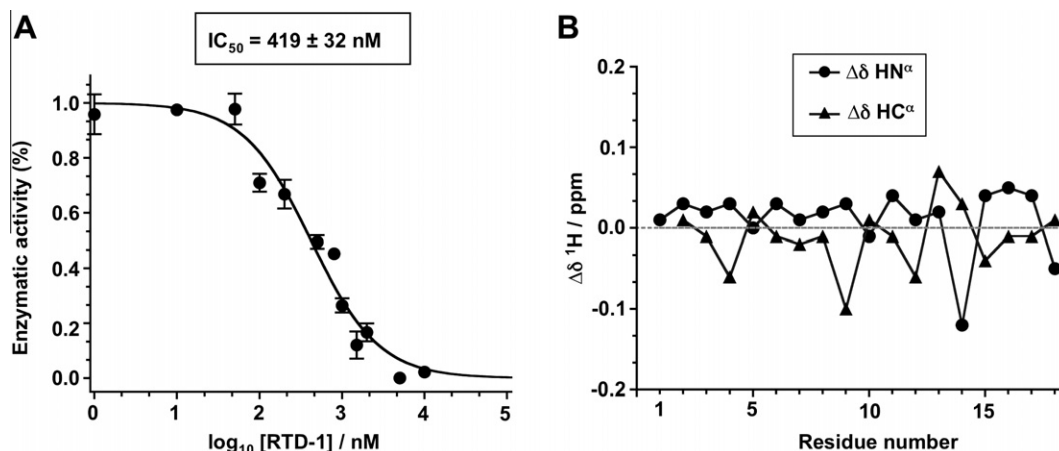 A
IC50 = 419 ± 32 nM
Enzymatic activity (%)
1.0
0.8
0.6
0.4
0.2
0.0
0 1 2 3 4 5
log10 [RTD-1] / nM
B
Δδ HNα
Δδ HCα
Δδ 1H / ppm
0.2
0.1
0.0
-0.1
-0.2
1 5 10 15
Residue number